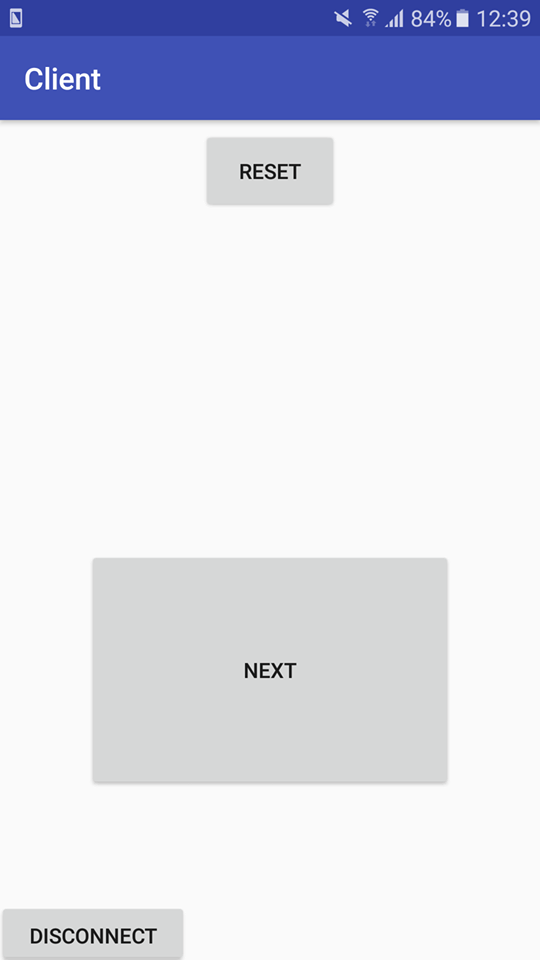 84% 12:39
Client
RESET
NEXT
DISCONNECT